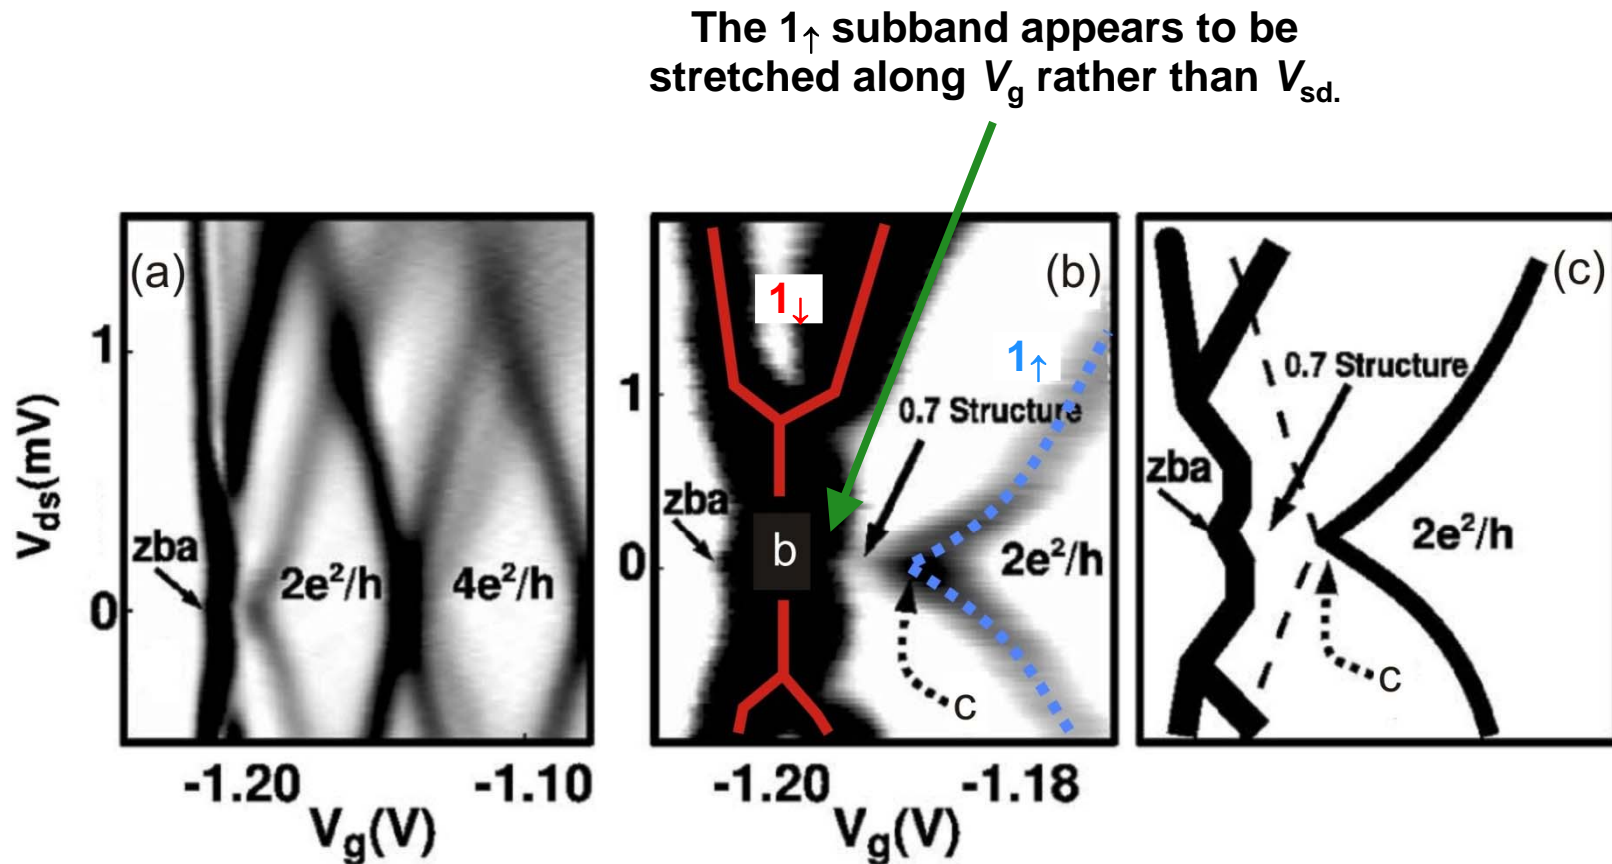 The 1↑ subband appears to be
stretched along Vg rather than Vsd.
(a)
1
0
Vds(mV)
zba
2e²/h
4e²/h
-1.20
-1.10
Vg(V)
(b)
1↓
1↑
1
0.7 Structure
zba
b
0
2e²/h
c
-1.20
-1.18
Vg(V)
(c)
0.7 Structure
zba
2e²/h
c